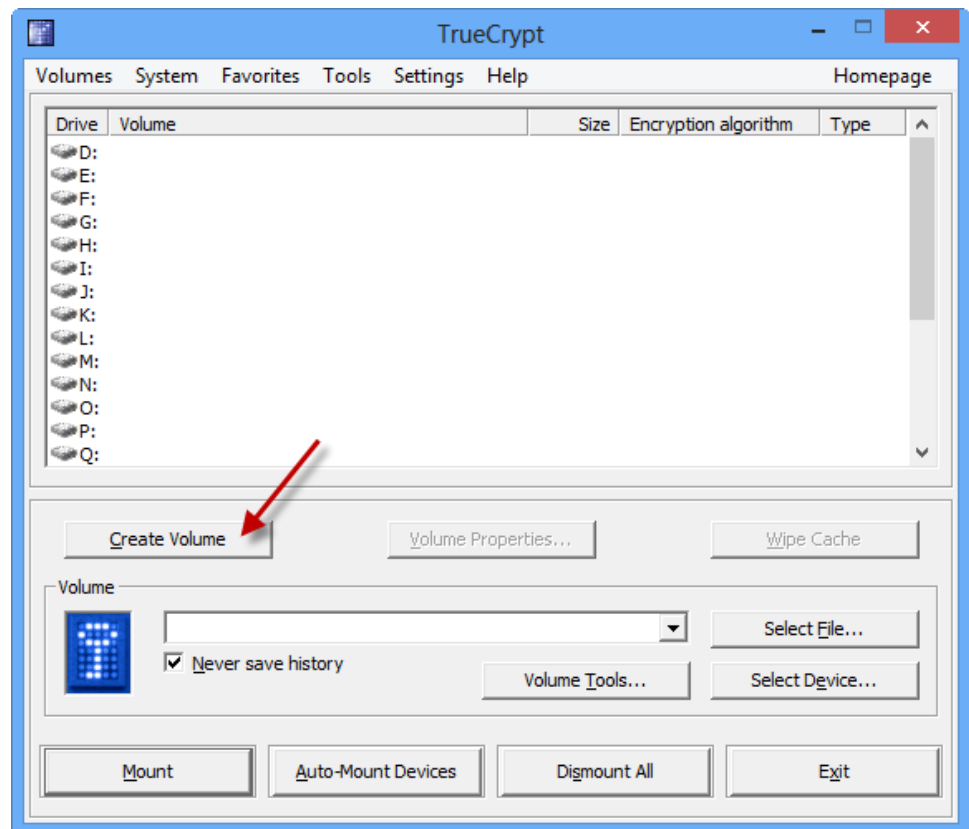 TrueCrypt
Volumes System Favorites Tools Settings Help Homepage
Drive Volume Size Encryption algorithm Type
D:
E:
F:
G:
H:
I:
J:
K:
L:
M:
N:
O:
P:
Q:
Create Volume Volume Properties... Wipe Cache
Volume
Select File...
Never save history
Volume Tools... Select Device...
Mount Auto-Mount Devices Dismount All Exit